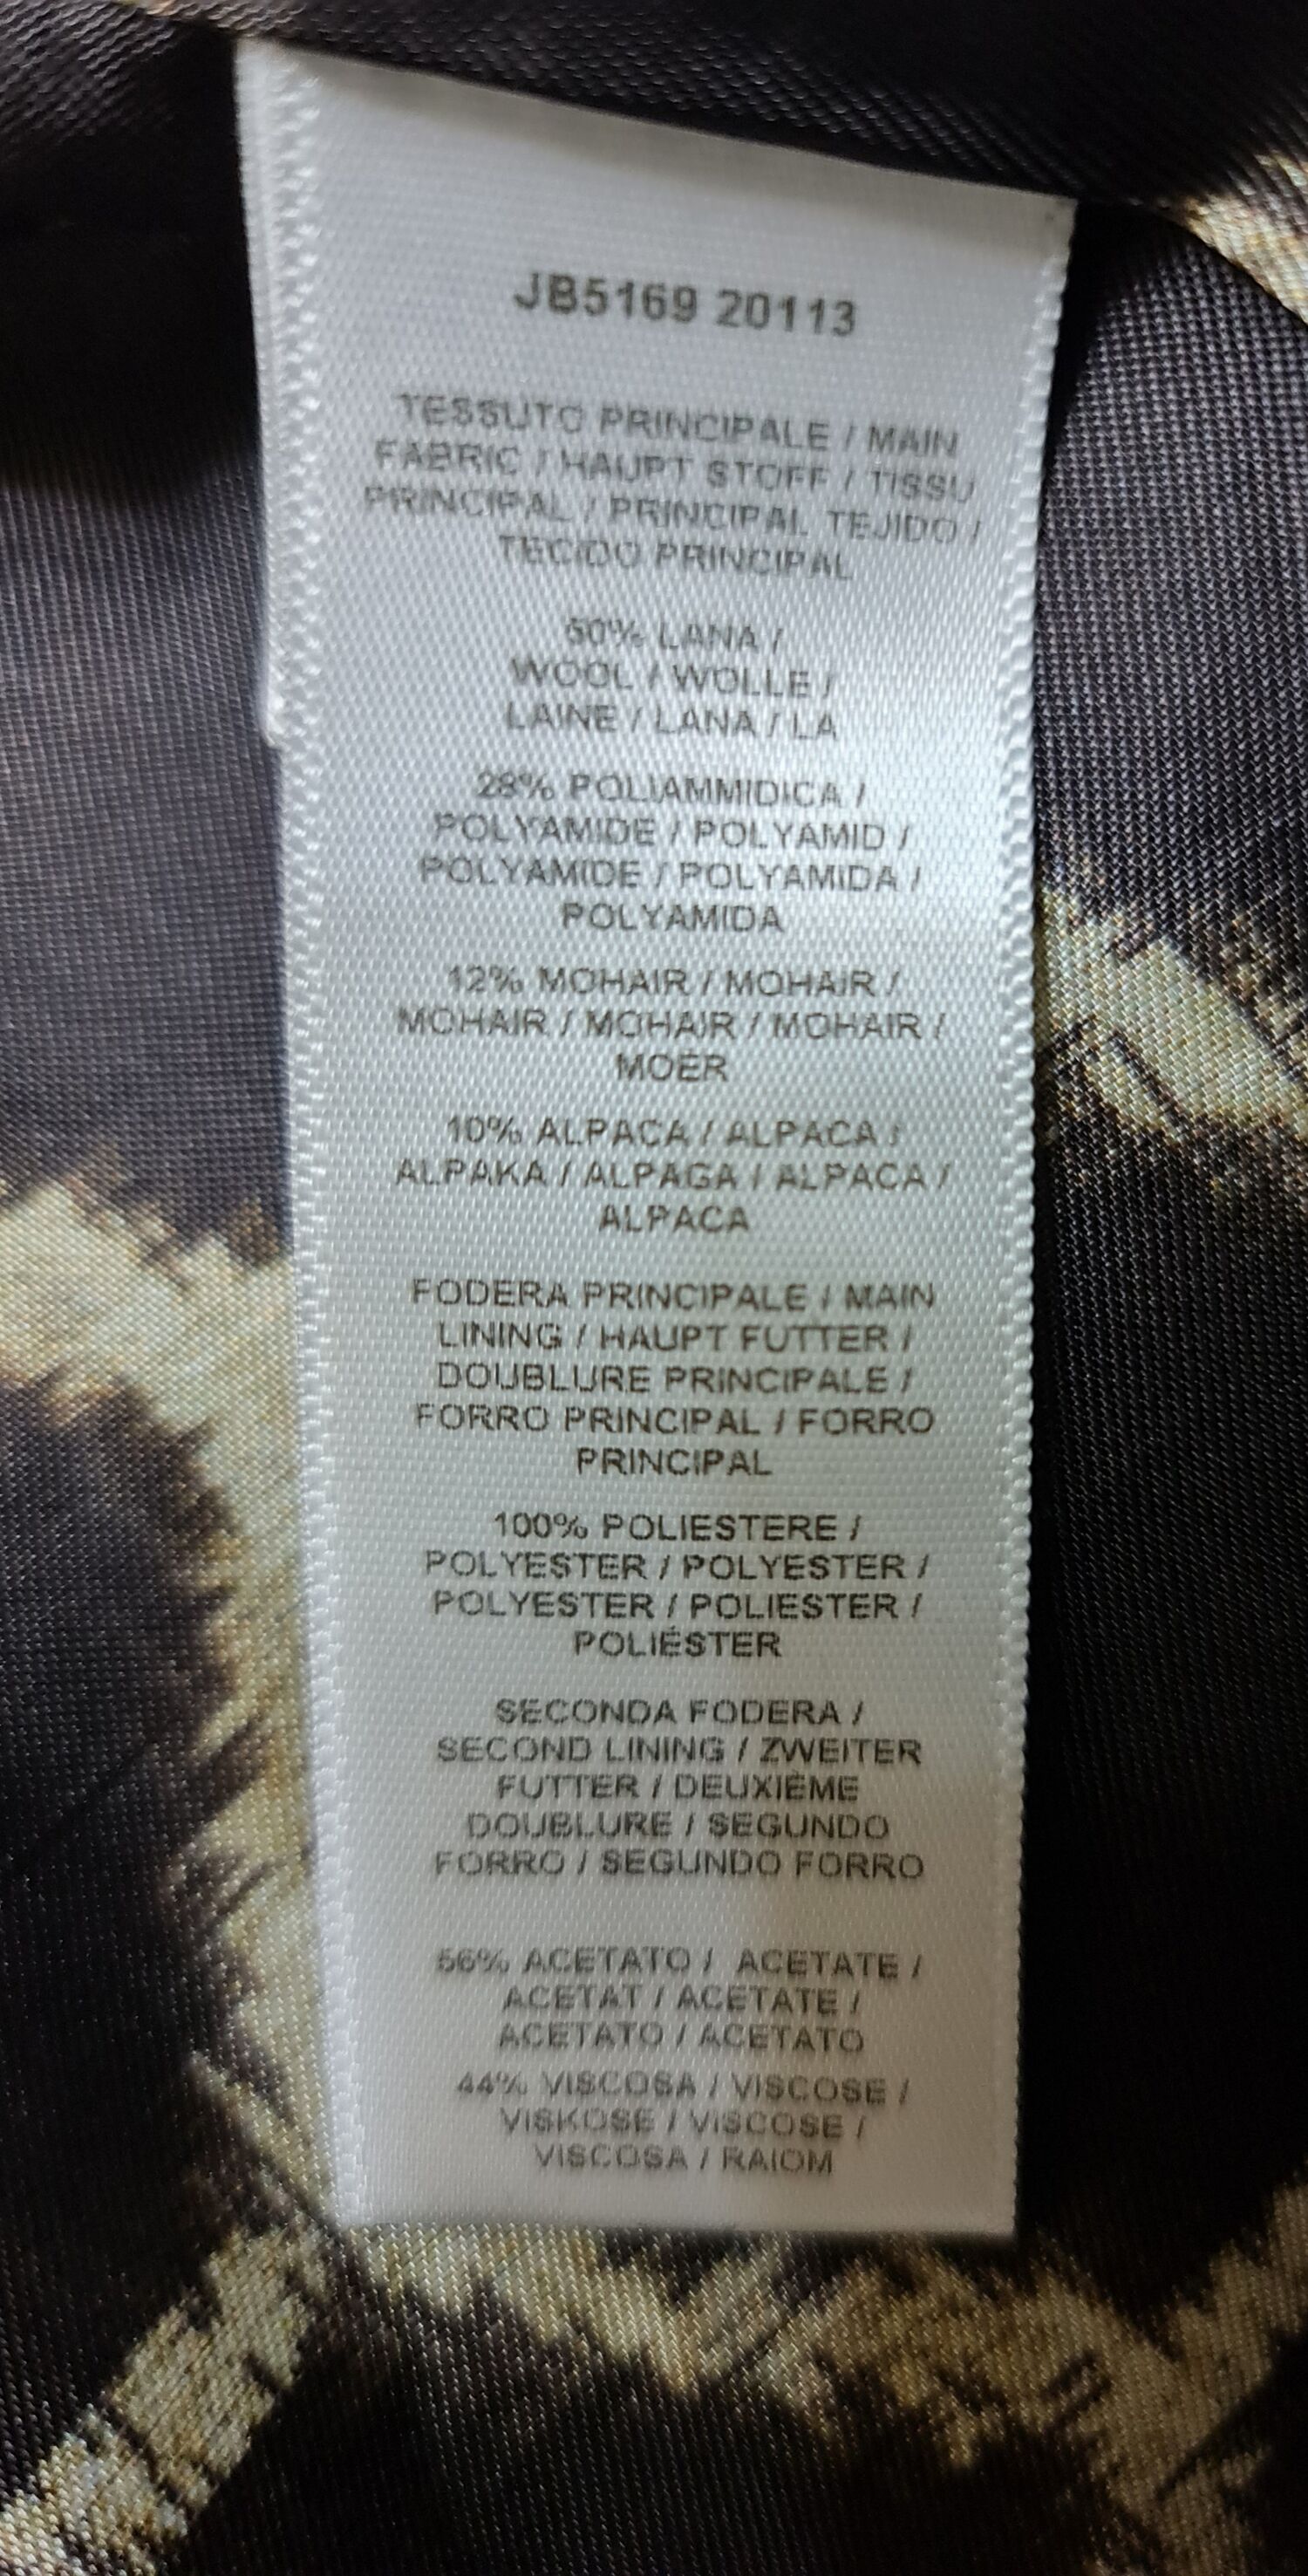 JB5169 20113
TESSUTO PRINCIPALE / MAIN
FABRIC / HAUPT STOFF / TISSU
PRINCIPAL / PRINCIPAL TEJIDO /
TECIDO PRINCIPAL
50% LANA /
WOOL / WOLLE /
LAINE / LANA / LA
28% POLIAMMIDICA /
POLYAMIDE / POLYAMID /
POLYAMIDE / POLYAMIDA /
POLYAMIDA
12% MOHAIR / MOHAIR /
MOHAIR / MOHAIR / MOHAIR /
MOER
10% ALPACA / ALPACA /
ALPAKA / ALPAGA / ALPACA /
ALPACA
FODERA PRINCIPALE / MAIN
LINING / HAUPT FUTTER /
DOUBLURE PRINCIPALE /
FORRO PRINCIPAL / FORRO
PRINCIPAL
100% POLIESTERE /
POLYESTER / POLYESTER /
POLYESTER / POLIESTER /
POLIÉSTER
SECONDA FODERA /
SECOND LINING / ZWEITER
FUTTER / DEUXIÈME
DOUBLURE / SEGUNDO
FORRO / SEGUNDO FORRO
56% ACETATO / ACETATE /
ACETAT / ACETATE /
ACETATO / ACETATO
44% VISCOSA / VISCOSE /
VISKOSE / VISCOSE /
VISCOSA / RAIOM